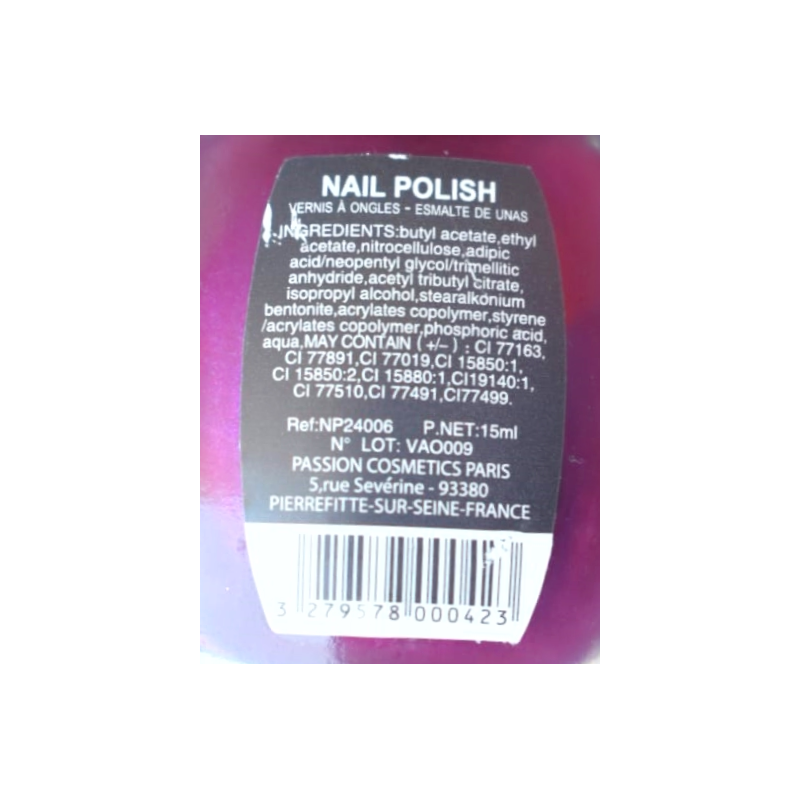 NAIL POLISH
VERNIS À ONGLES - ESMALTE DE UNAS
INGREDIENTS:butyl acetate,ethyl
acetate,nitrocellulose,adipic
acid/neopentyl glycol/trimellitic
anhydride,acetyl tributyl citrate,
isopropyl alcohol,stearalkonium
bentonite,acrylates copolymer,styrene
/acrylates copolymer,phosphoric acid,
aqua,MAY CONTAIN (+/-) : CI 77163,
CI 77891,CI 77019,CI 15850:1,
CI 15850:2,CI 15880:1,CI19140:1,
CI 77510,CI 77491,CI77499.
Ref:NP24006 P.NET:15ml
N° LOT: VAO009
PASSION COSMETICS PARIS
5,rue Sevérine - 93380
PIERREFITTE-SUR-SEINE-FRANCE
3 279578 000423